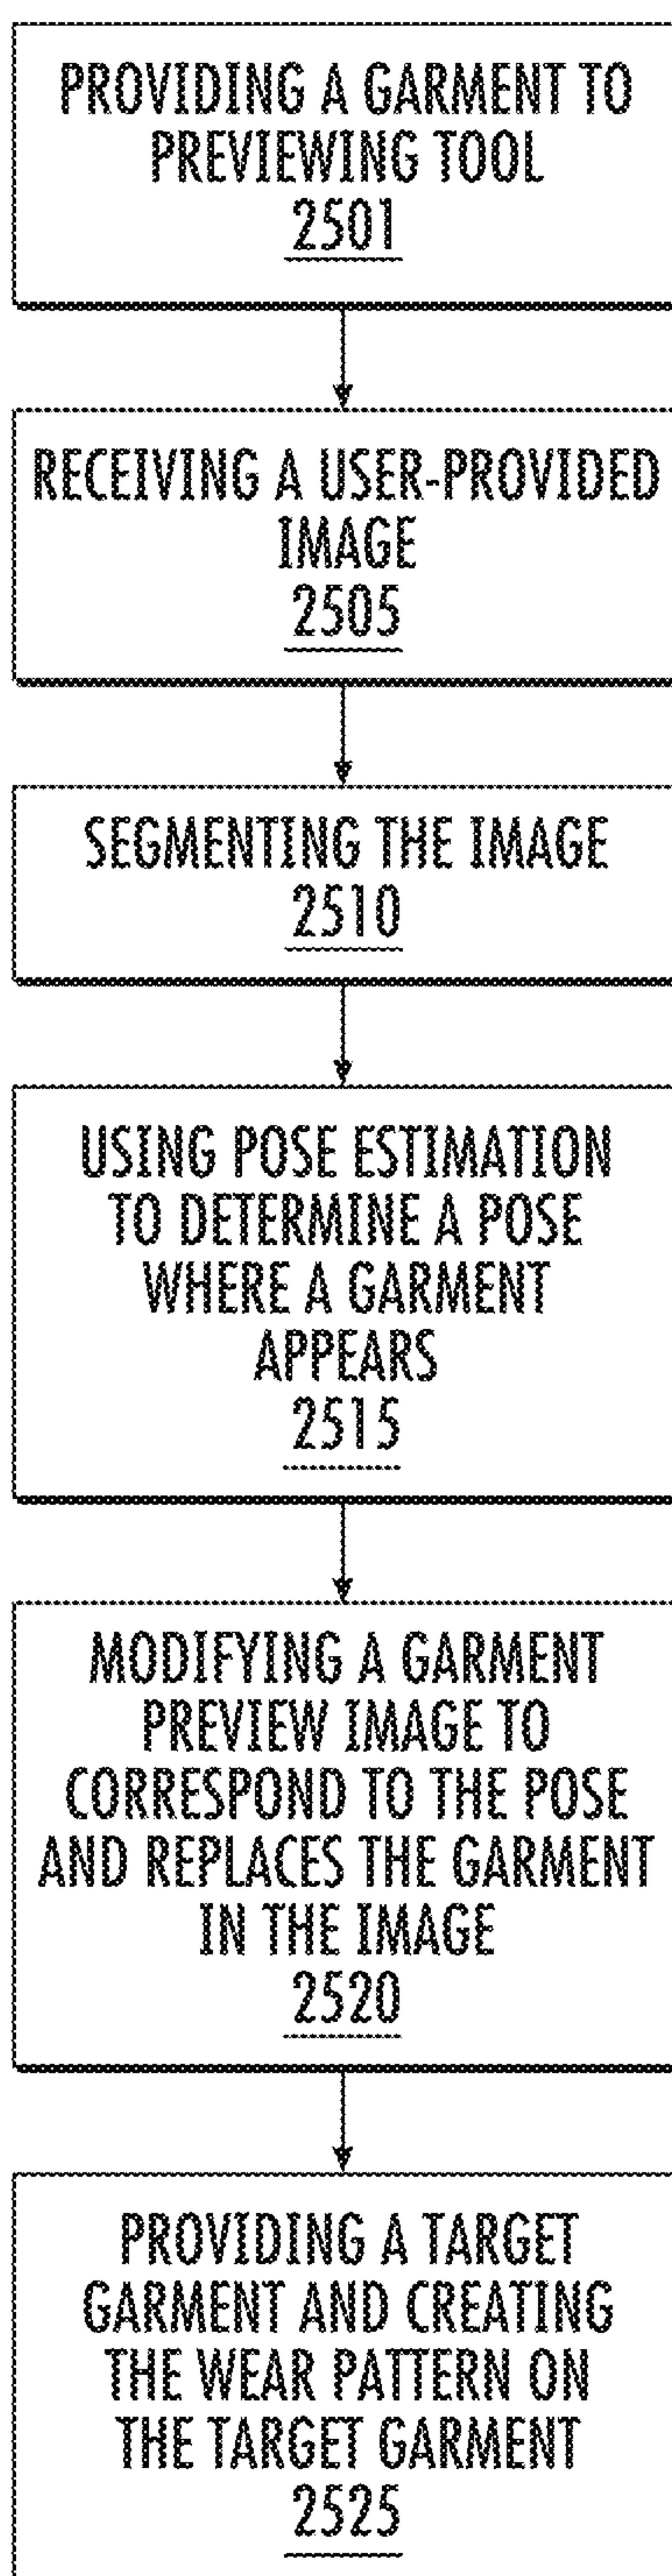 PROVIDING A GARMENT TO
PREVIEWING TOOL
2501
RECEIVING A USER-PROVIDED
IMAGE
2505
SEGMENTING THE IMAGE
2510
USING POSE ESTIMATION
TO DETERMINE A POSE
WHERE A GARMENT
APPEARS
2515
MODIFYING A GARMENT
PREVIEW IMAGE TO
CORRESPOND TO THE POSE
AND REPLACES THE GARMENT
IN THE IMAGE
2520
PROVIDING A TARGET
GARMENT AND CREATING
THE WEAR PATTERN ON
THE TARGET GARMENT
2525